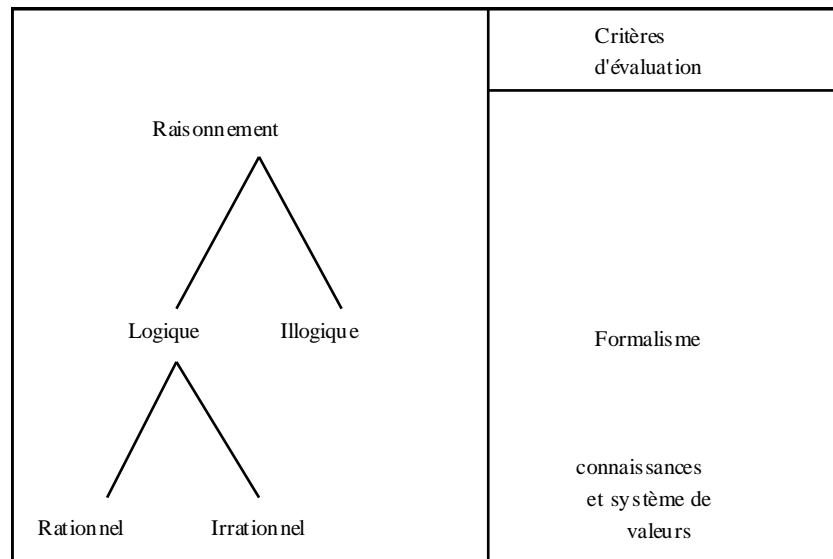 Critères
d'évaluation
Raisonnement
Logique
Illogique
Formalisme
connaissances
et système de
valeurs
Rationnel
Irrationnel